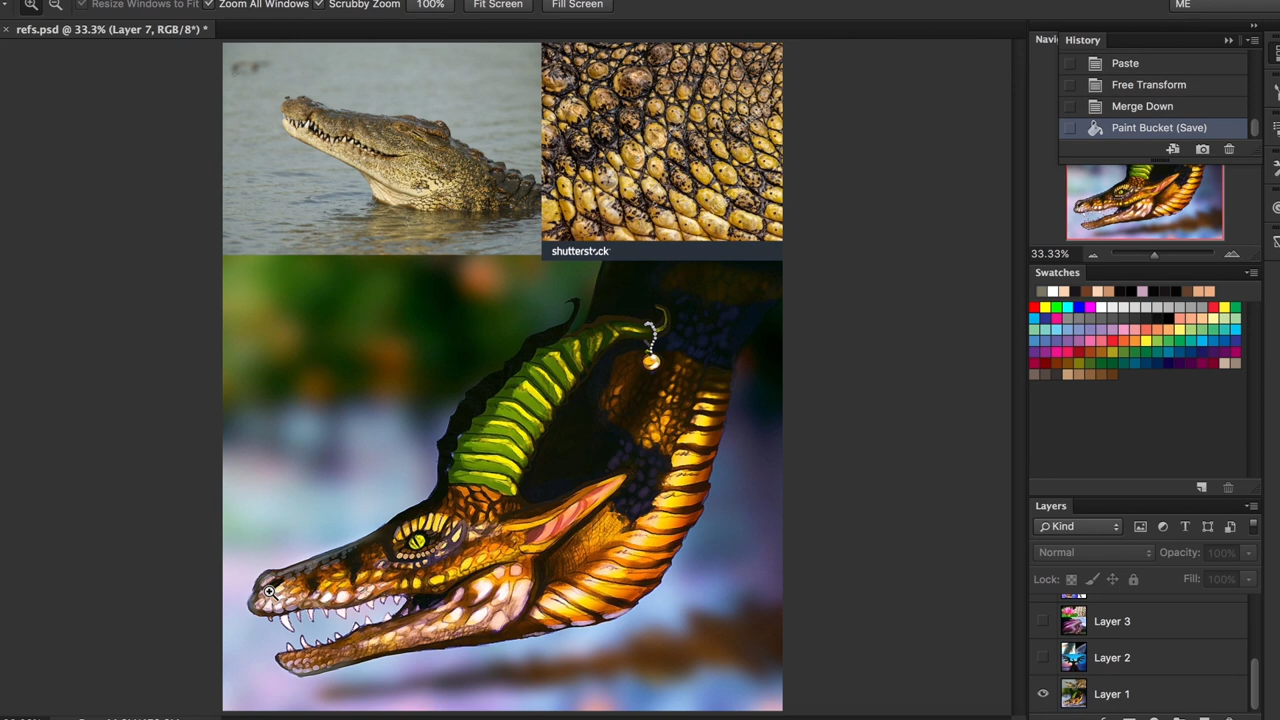 Resize Windows to Fit
Zoom All Windows
Scrubby Zoom
100%
Fit Screen
Fill Screen
ME
× refs.psd @ 33.3% (Layer 7, RGB/8*) *
Navi
History
Paste
Free Transform
Merge Down
Paint Bucket (Save)
shutterstock
33.33%
Swatches
Layers
Kind
Normal
Opacity: 100%
Lock:
Fill: 100%
Layer 3
Layer 2
Layer 1